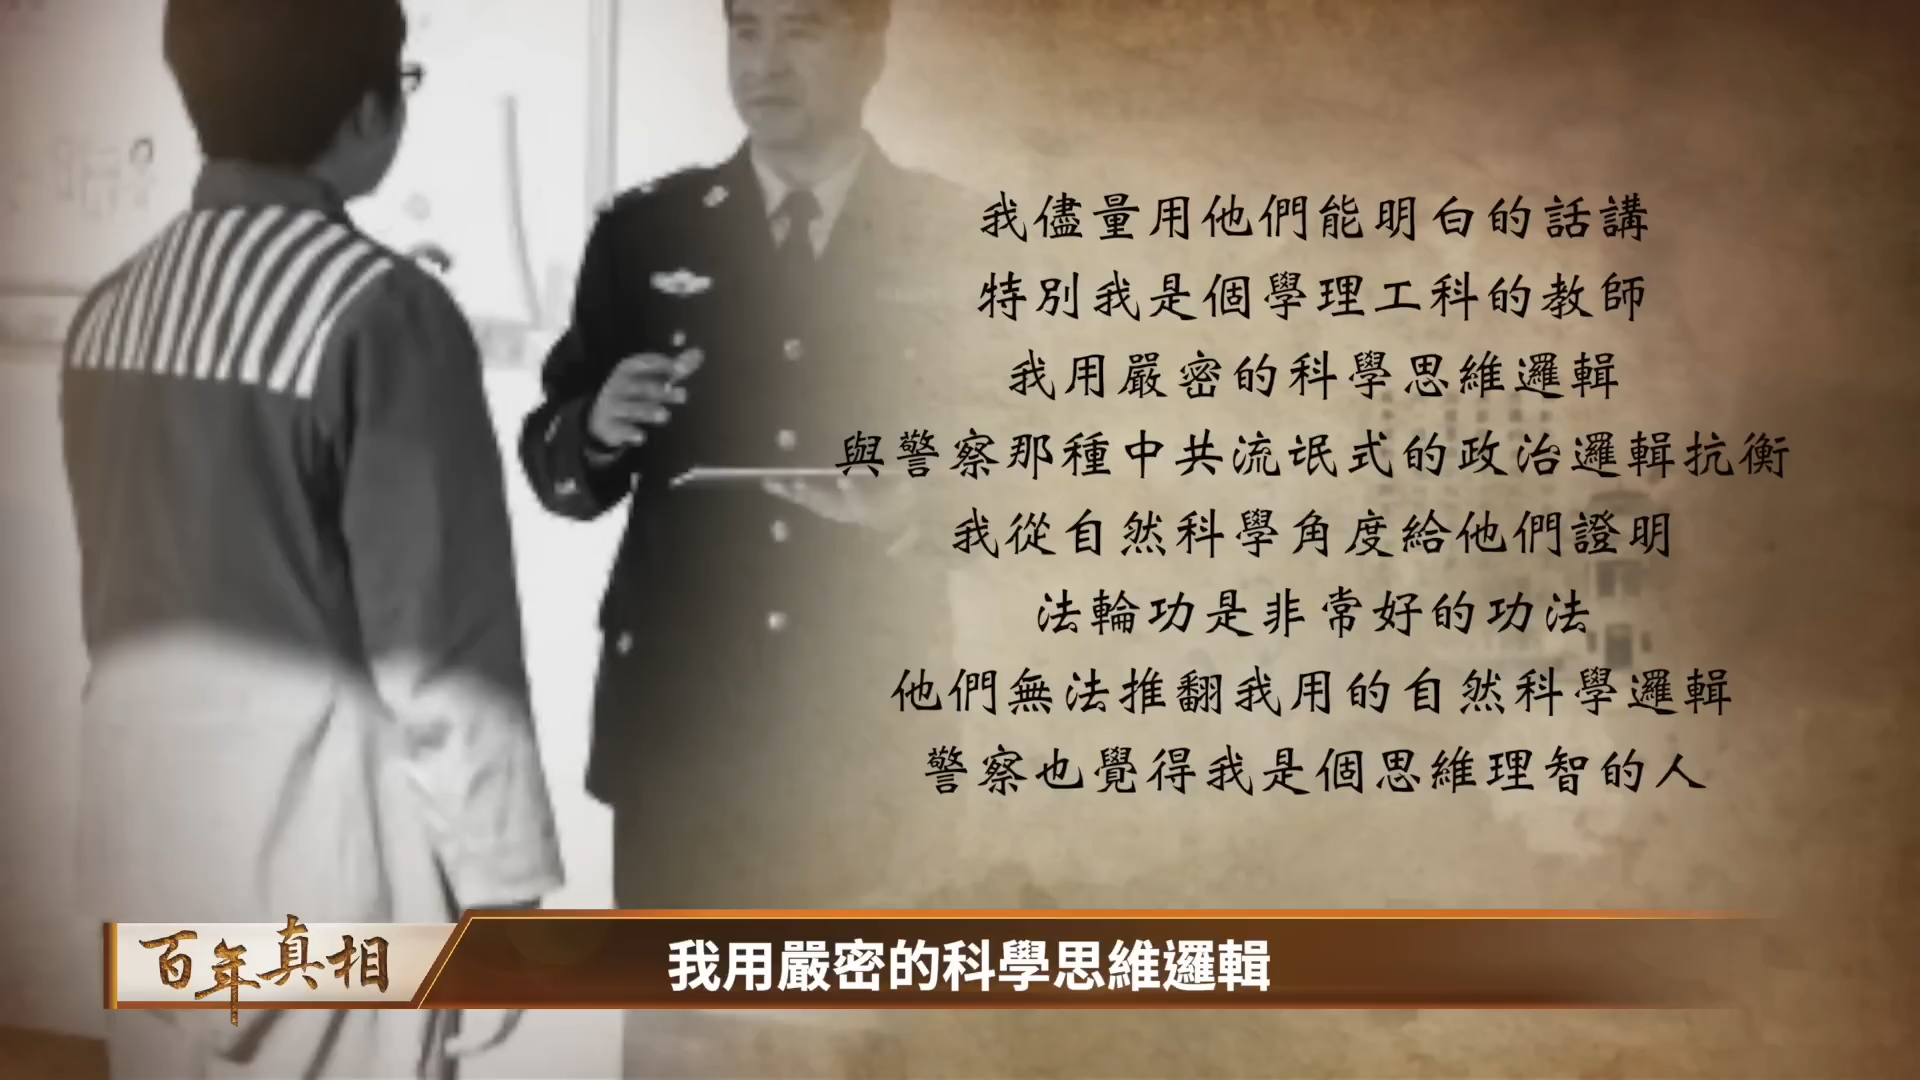 我儘量用他們能明白的話講
特別我是個學理工科的教師
我用嚴密的科學思維邏輯
與警察那種中共流氓式的政治邏輯抗衡
我從自然科學角度給他們證明
法輪功是非常好的功法
他們無法推翻我用的自然科學邏輯
警察也覺得我是個思維理智的人
百年真相
我用嚴密的科學思維邏輯